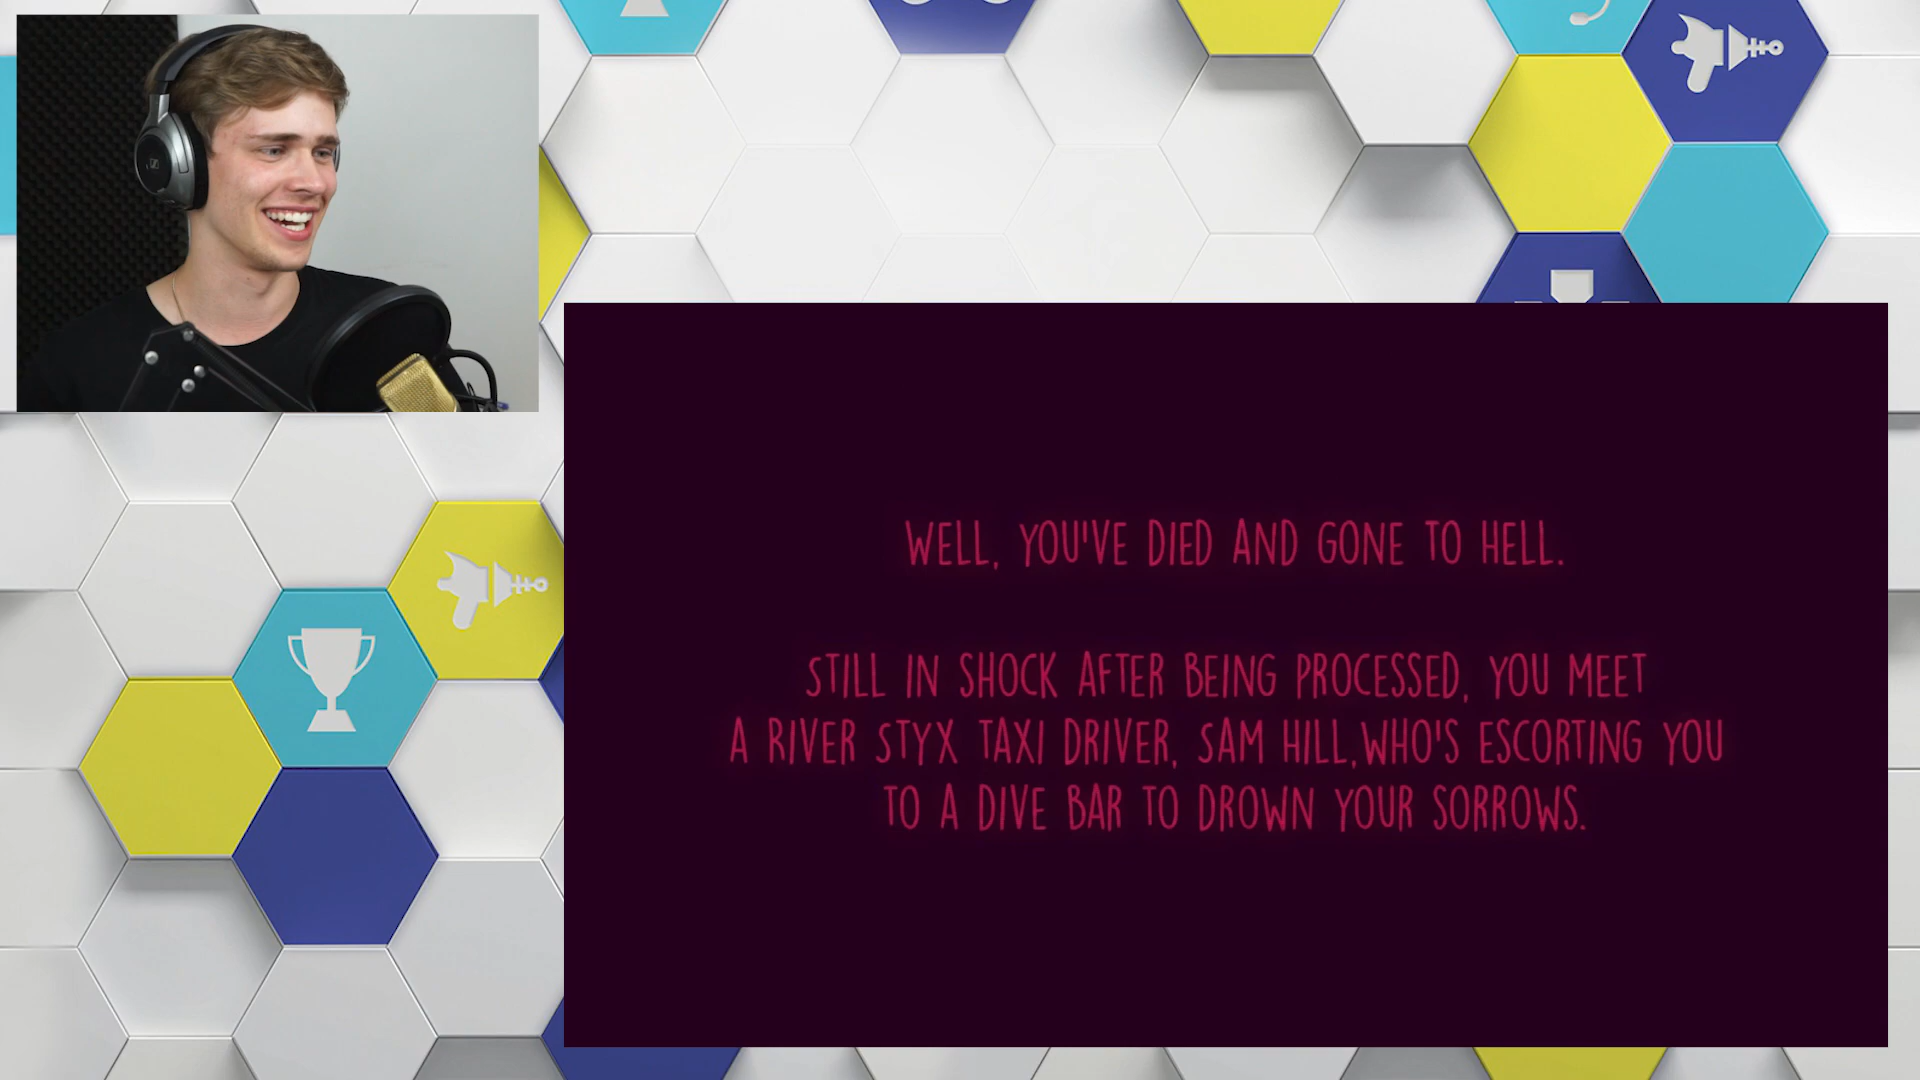 WELL, YOU'VE DIED AND GONE TO HELL.
STILL IN SHOCK AFTER BEING PROCESSED, YOU MEET
A RIVER STYX TAXI DRIVER, SAM HILL,WHO'S ESCORTING YOU
TO A DIVE BAR TO DROWN YOUR SORROWS.